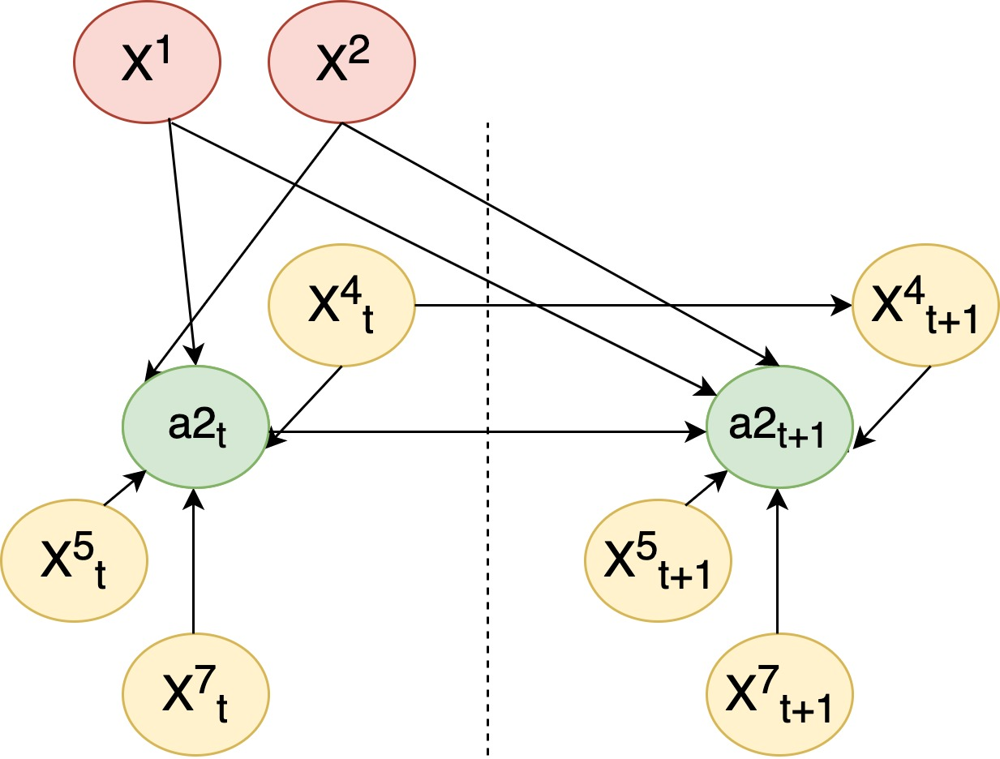 X¹ X²
X⁴ₜ X⁴ₜ₊₁
a2ₜ a2ₜ₊₁
X⁵ₜ X⁵ₜ₊₁
X⁷ₜ X⁷ₜ₊₁